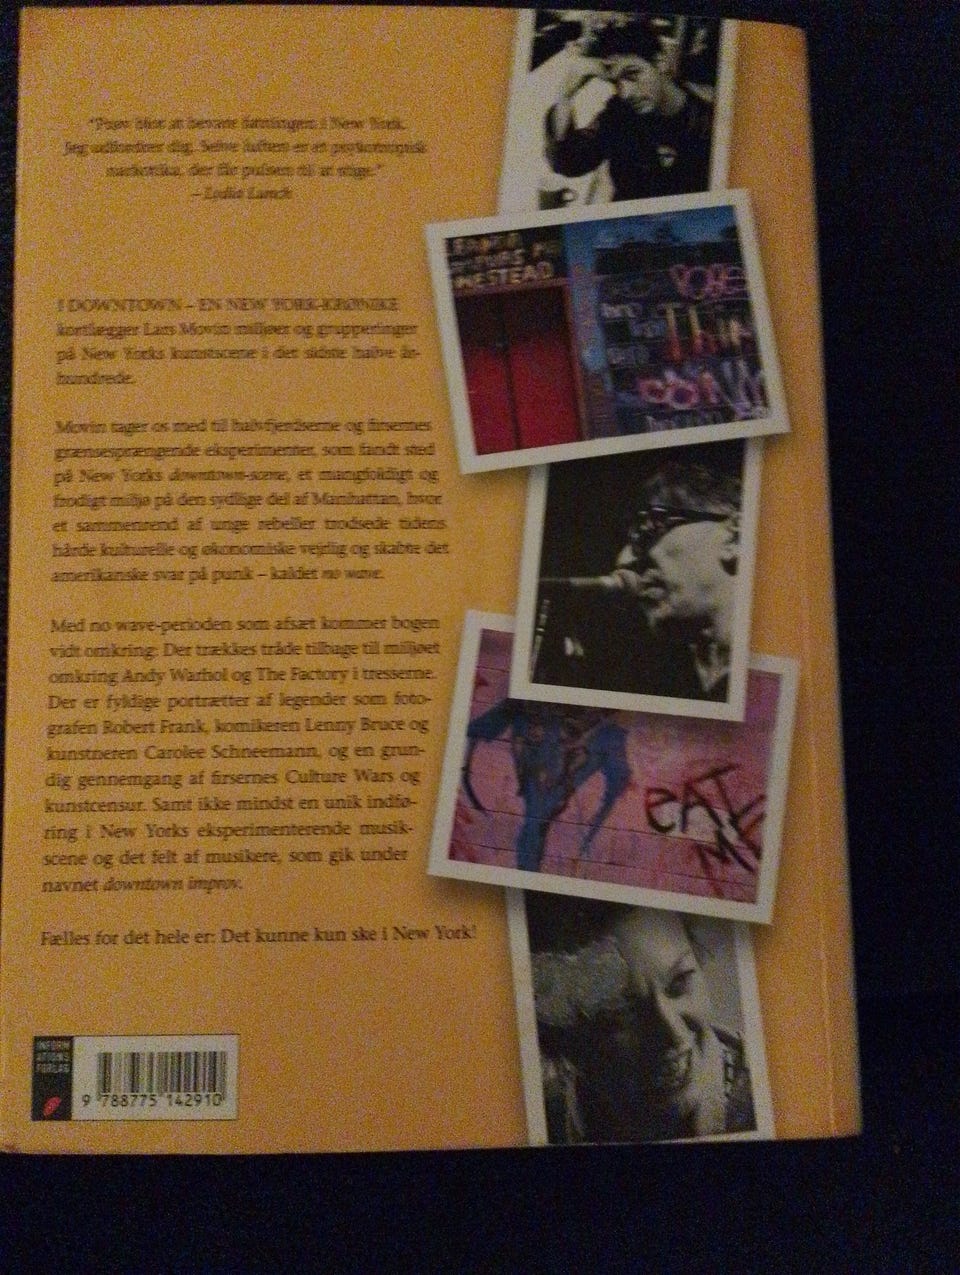 "Prøv blot at bevare fatningen i New York.
Jeg udfordrer dig. Selve luften er et psykotropisk
narkotika, der får pulsen til at stige."
– Lydia Lunch
I DOWNTOWN – EN NEW YORK-KRØNIKE
kortlægger Lars Movin miljøer og grupperinger
på New Yorks kunstscene i det sidste halve år-
hundrede.
Movin tager os med til halvfjerdserne og firsernes
grænsesprængende eksperimenter, som fandt sted
på New Yorks downtown-scene, et mangfoldigt og
frodigt miljø på den sydlige del af Manhattan, hvor
et sammenrend af unge rebeller trodsede tidens
hårde kulturelle og økonomiske vejrlig og skabte det
amerikanske svar på punk – kaldet no wave.
Med no wave-perioden som afsæt kommer bogen
vidt omkring: Der trækkes tråde tilbage til miljøet
omkring Andy Warhol og The Factory i tresserne.
Der er fyldige portrætter af legender som foto-
grafen Robert Frank, komikeren Lenny Bruce og
kunstneren Carolee Schneemann, og en grun-
dig gennemgang af firsernes Culture Wars og
kunstcensur. Samt ikke mindst en unik indfø-
ring i New Yorks eksperimenterende musik-
scene og det felt af musikere, som gik under
navnet downtown improv.
Fælles for det hele er: Det kunne kun ske i New York!
INFORM
ATIONS
FORLAG
9 788775 142910
eAT
Me